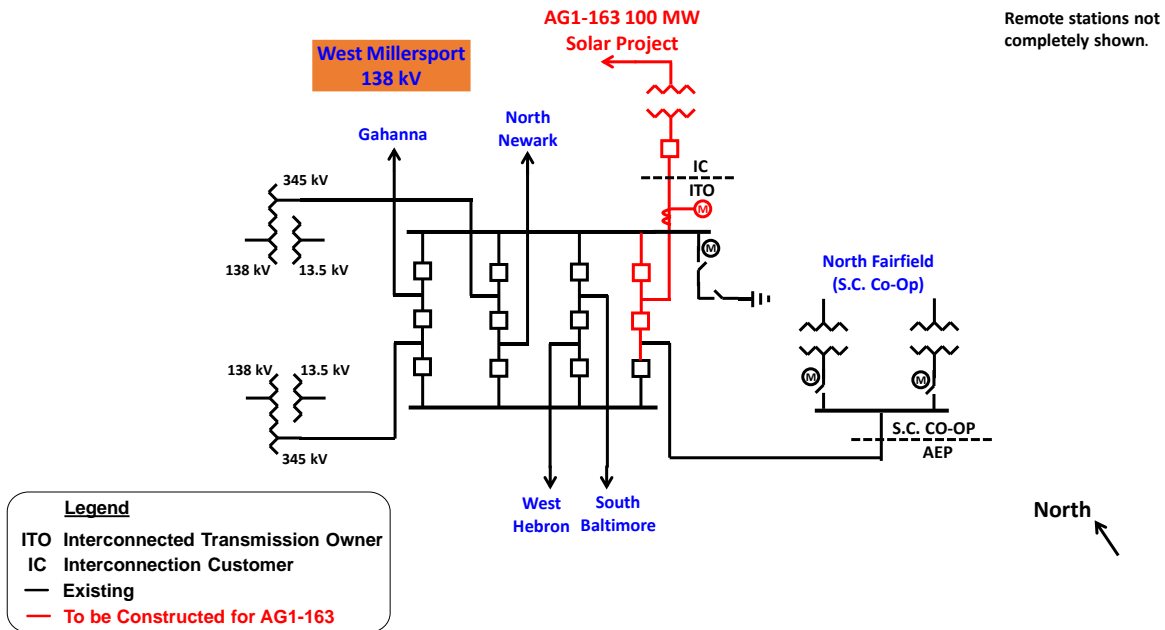 AG1-163 100 MW
Solar Project
Remote stations not
completely shown.
West Millersport
138 kV
North
Newark
Gahanna
IC
ITO
M
345 kV
138 kV
13.5 kV
M
North Fairfield
(S.C. Co-Op)
138 kV
13.5 kV
345 kV
M
M
S.C. CO-OP
AEP
West
Hebron
South
Baltimore
North
Legend
ITO Interconnected Transmission Owner
IC Interconnection Customer
Existing
To be Constructed for AG1-163